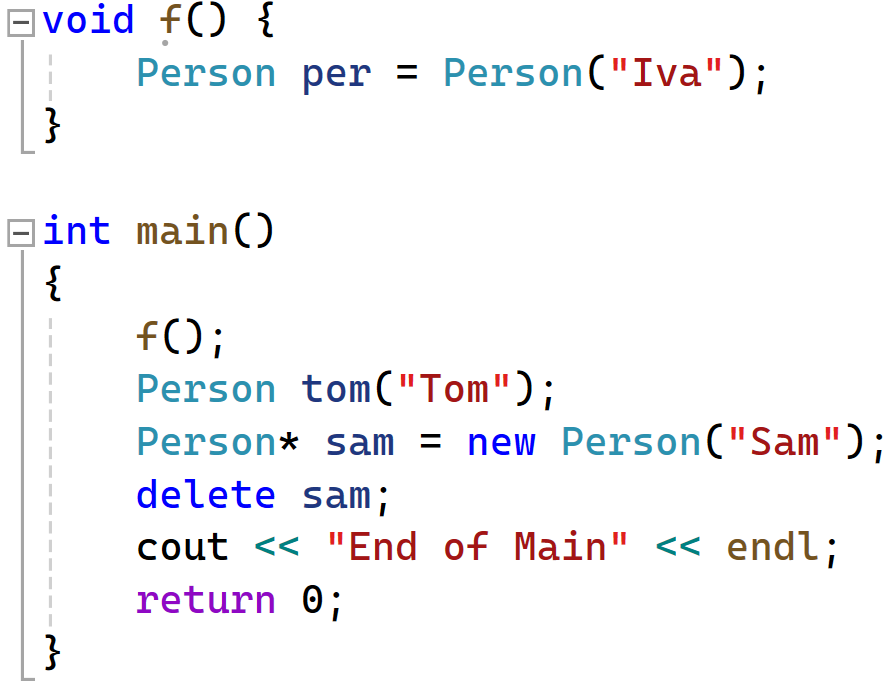 void f() {
    Person per = Person("Iva");
}

int main()
{
    f();
    Person tom("Tom");
    Person* sam = new Person("Sam");
    delete sam;
    cout << "End of Main" << endl;
    return 0;
}